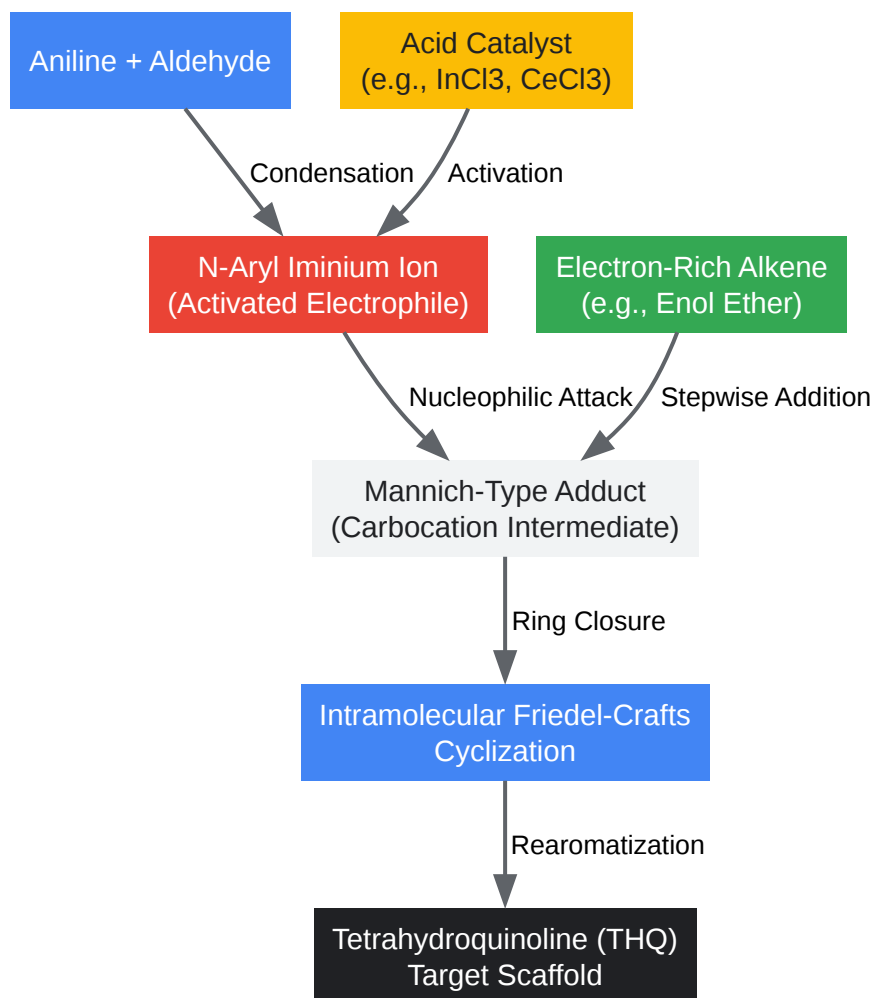 Aniline + Aldehyde
Acid Catalyst
(e.g., InCl3, CeCl3)
Condensation
Activation
N-Aryl Iminium Ion
(Activated Electrophile)
Electron-Rich Alkene
(e.g., Enol Ether)
Nucleophilic Attack
Stepwise Addition
Mannich-Type Adduct
(Carbocation Intermediate)
Ring Closure
Intramolecular Friedel-Crafts
Cyclization
Rearomatization
Tetrahydroquinoline (THQ)
Target Scaffold